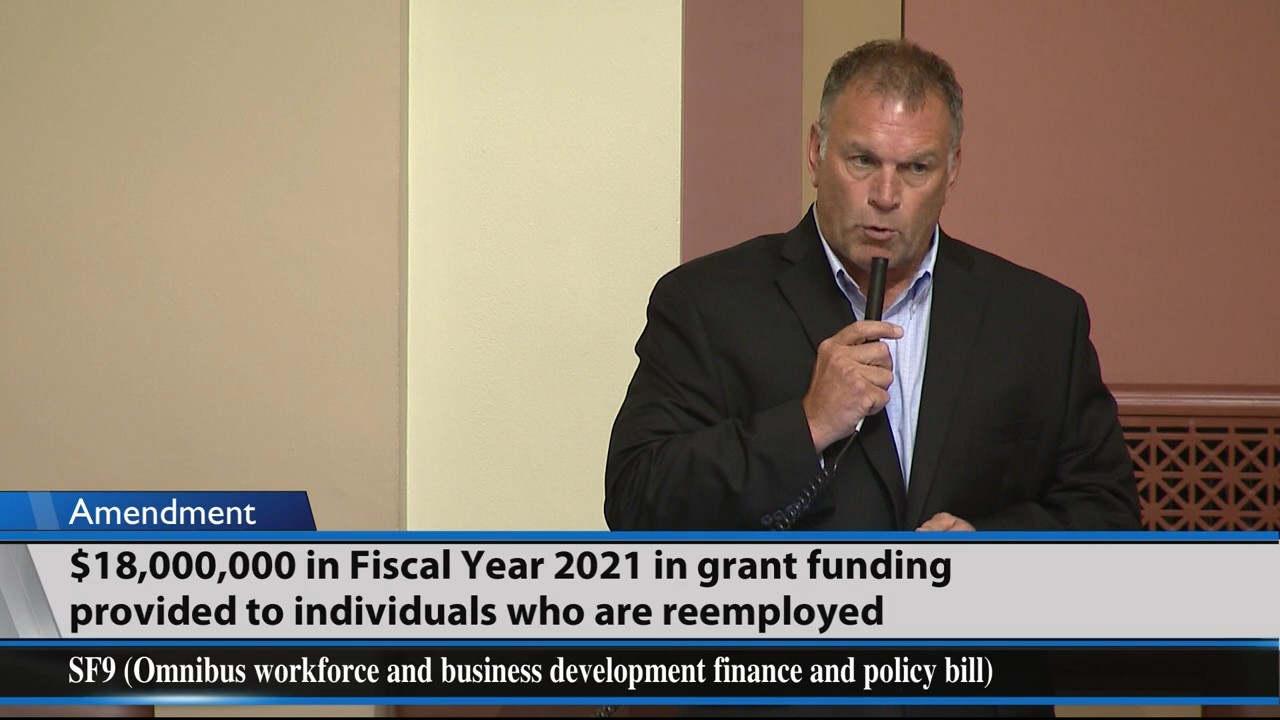 Amendment
$18,000,000 in Fiscal Year 2021 in grant funding
provided to individuals who are reemployed
SF9 (Omnibus workforce and business development finance and policy bill)